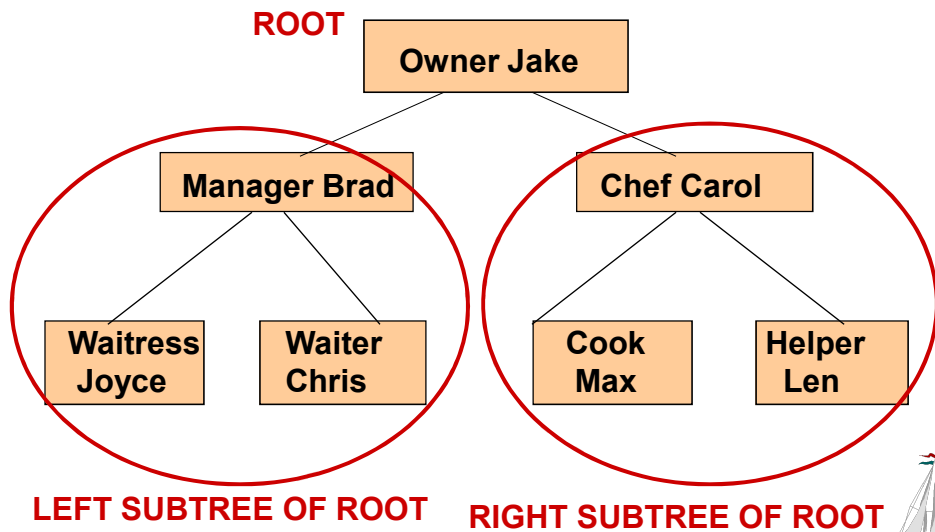 ROOT
Owner Jake
Manager Brad
Chef Carol
Waitress
Joyce
Waiter
Chris
Cook
Max
Helper
Len
LEFT SUBTREE OF ROOT
RIGHT SUBTREE OF ROOT